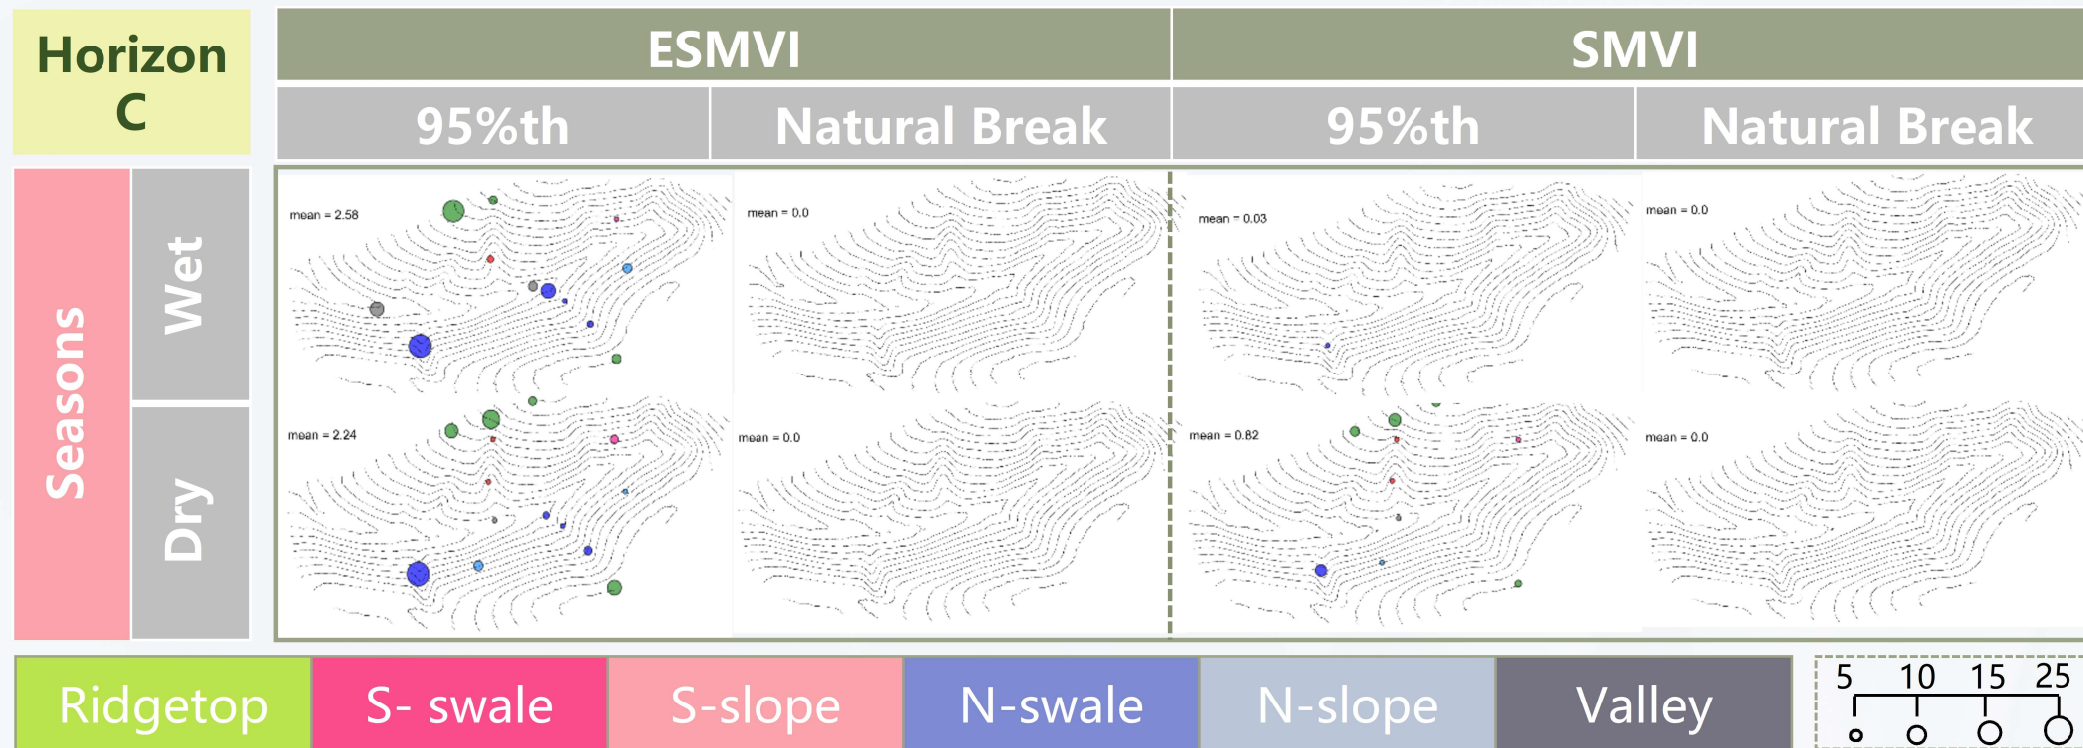 Horizon
C
ESMVI
SMVI
95%th
Natural Break
95%th
Natural Break
Seasons
Wet
mean = 2.58
mean = 0.0
mean = 0.03
mean = 0.0
Dry
mean = 2.24
mean = 0.0
mean = 0.82
mean = 0.0
Ridgetop
S- swale
S-slope
N-swale
N-slope
Valley
5 10 15 25